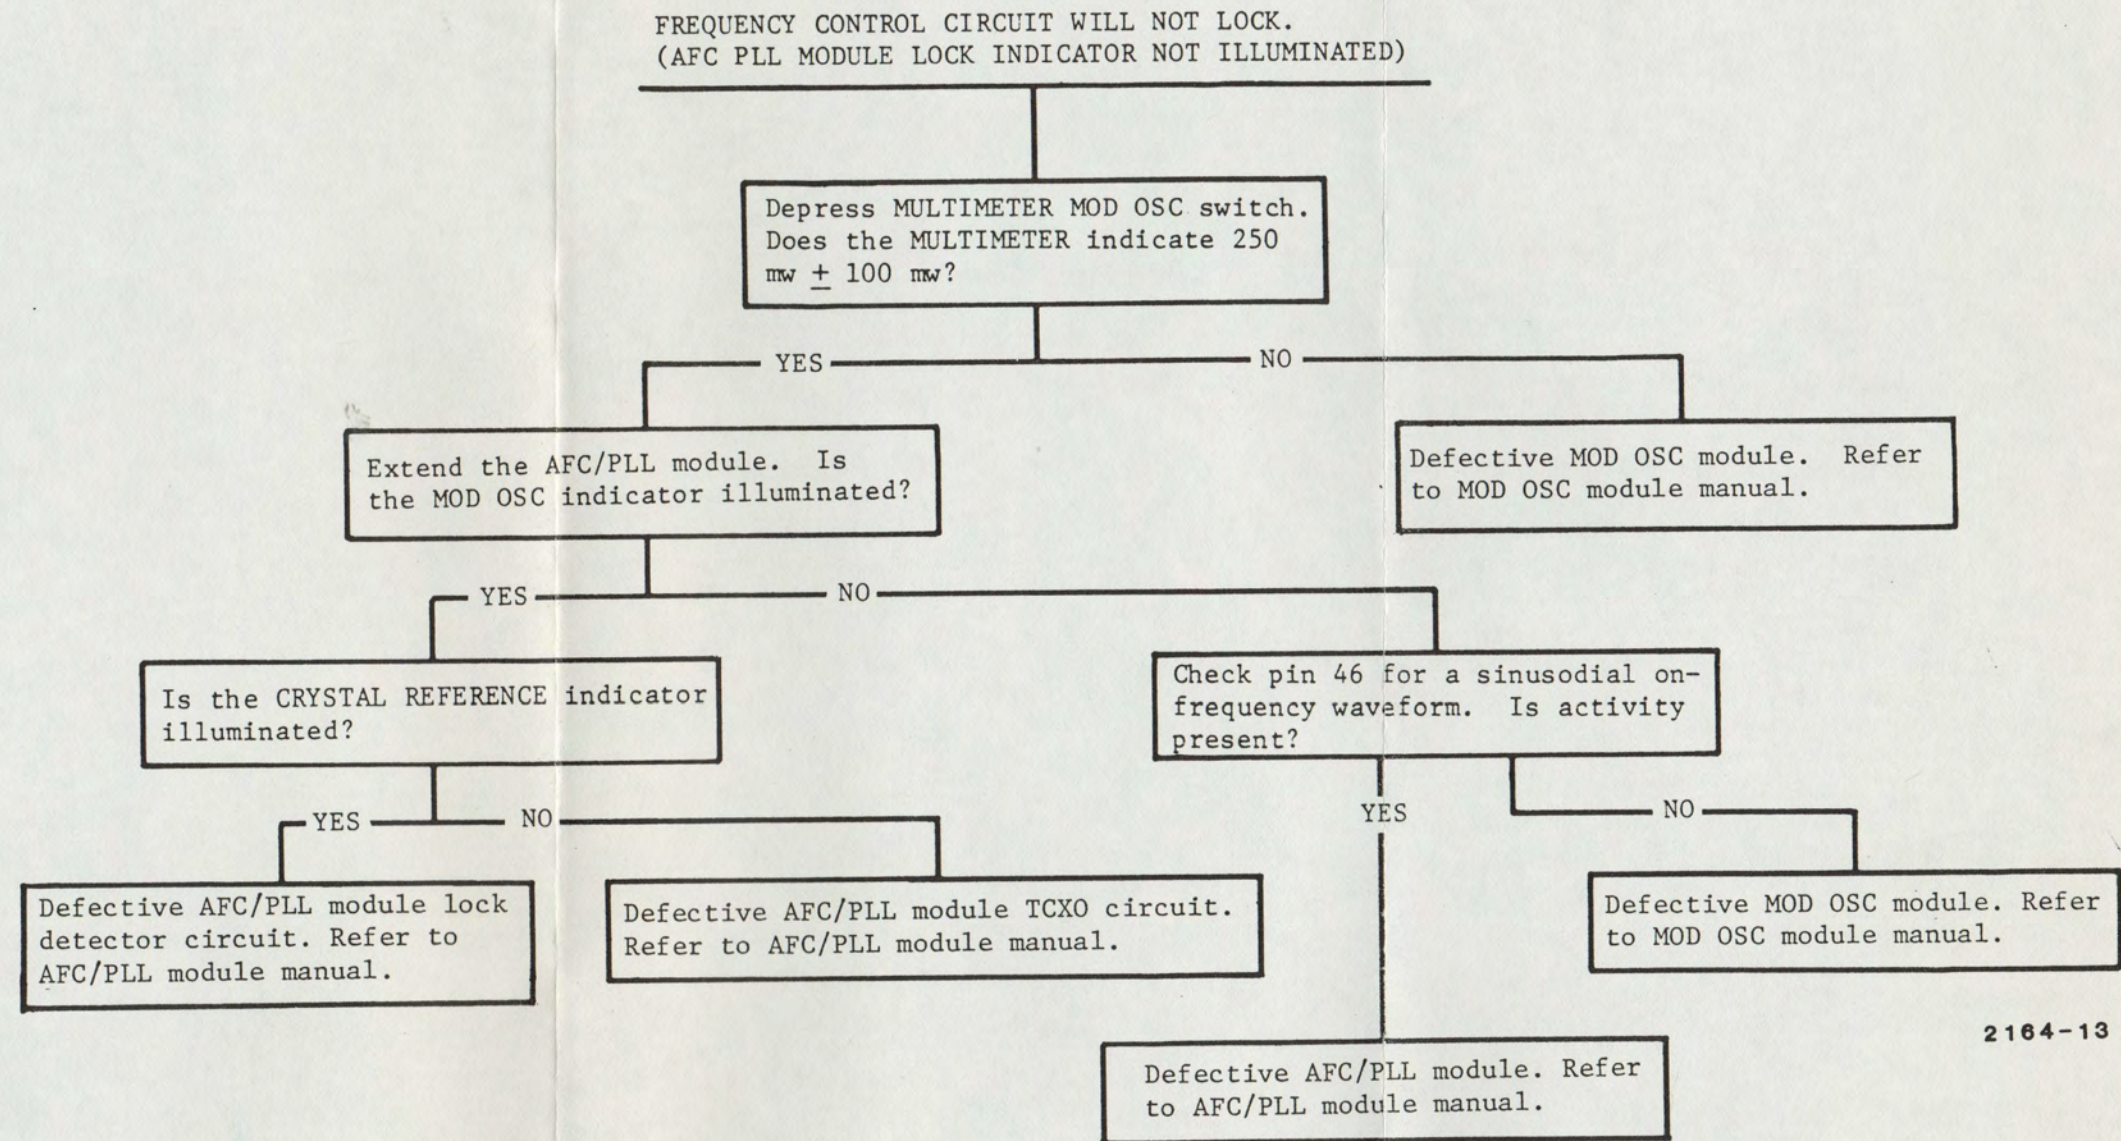 FREQUENCY CONTROL CIRCUIT WILL NOT LOCK.
(AFC PLL MODULE LOCK INDICATOR NOT ILLUMINATED)
Depress MULTIMETER MOD OSC switch.
Does the MULTIMETER indicate 250
mw ± 100 mw?
YES
NO
Extend the AFC/PLL module. Is
the MOD OSC indicator illuminated?
Defective MOD OSC module. Refer
to MOD OSC module manual.
YES
NO
Is the CRYSTAL REFERENCE indicator
illuminated?
Check pin 46 for a sinusodial on-
frequency waveform. Is activity
present?
YES
NO
YES
NO
Defective AFC/PLL module lock
detector circuit. Refer to
AFC/PLL module manual.
Defective AFC/PLL module TCXO circuit.
Refer to AFC/PLL module manual.
Defective MOD OSC module. Refer
to MOD OSC module manual.
Defective AFC/PLL module. Refer
to AFC/PLL module manual.
2164-13